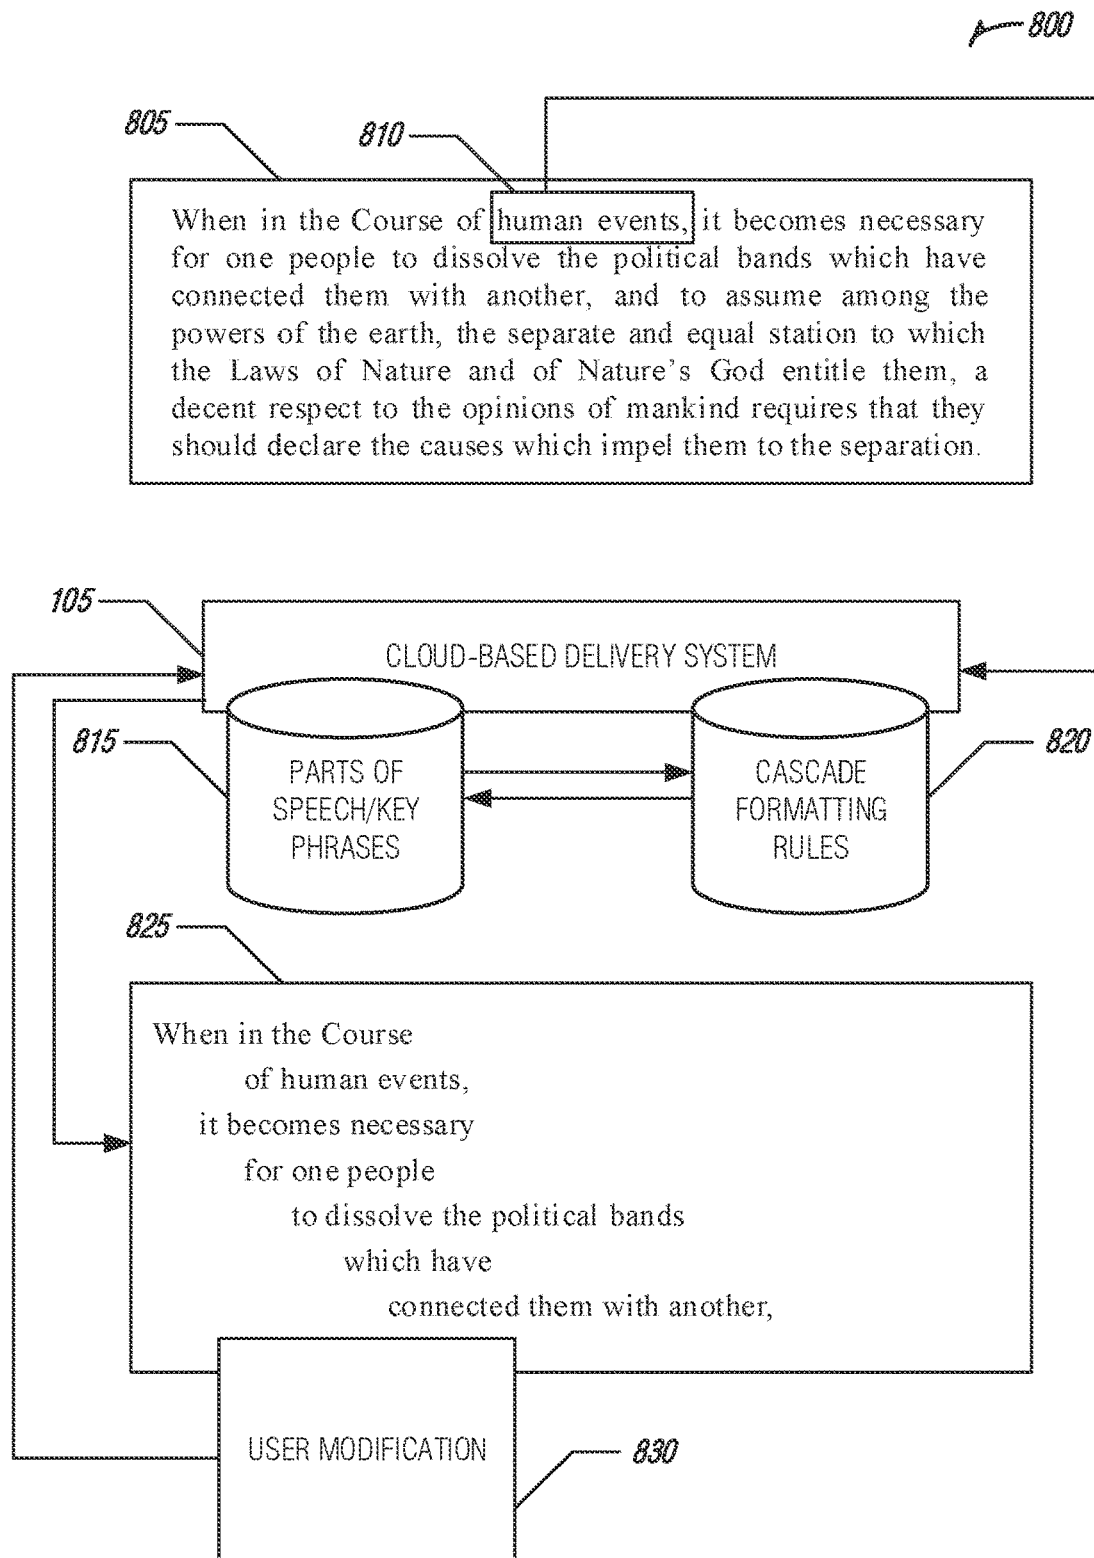 800
805
810
When in the Course of human events, it becomes necessary
for one people to dissolve the political bands which have
connected them with another, and to assume among the
powers of the earth, the separate and equal station to which
the Laws of Nature and of Nature's God entitle them, a
decent respect to the opinions of mankind requires that they
should declare the causes which impel them to the separation.
105
CLOUD-BASED DELIVERY SYSTEM
815
PARTS OF
SPEECH/KEY
PHRASES
CASCADE
FORMATTING
RULES
820
825
When in the Course
of human events,
it becomes necessary
for one people
to dissolve the political bands
which have
connected them with another,
USER MODIFICATION
830